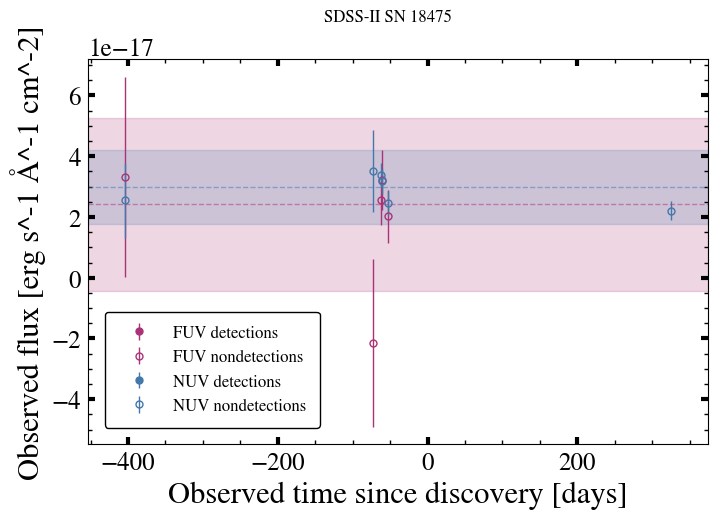 SDSS-II SN 18475
1e−17
Observed flux [erg s^-1 Å^-1 cm^-2]
6
4
2
0
−2
−4
FUV detections
FUV nondetections
NUV detections
NUV nondetections
−400
−200
0
200
Observed time since discovery [days]